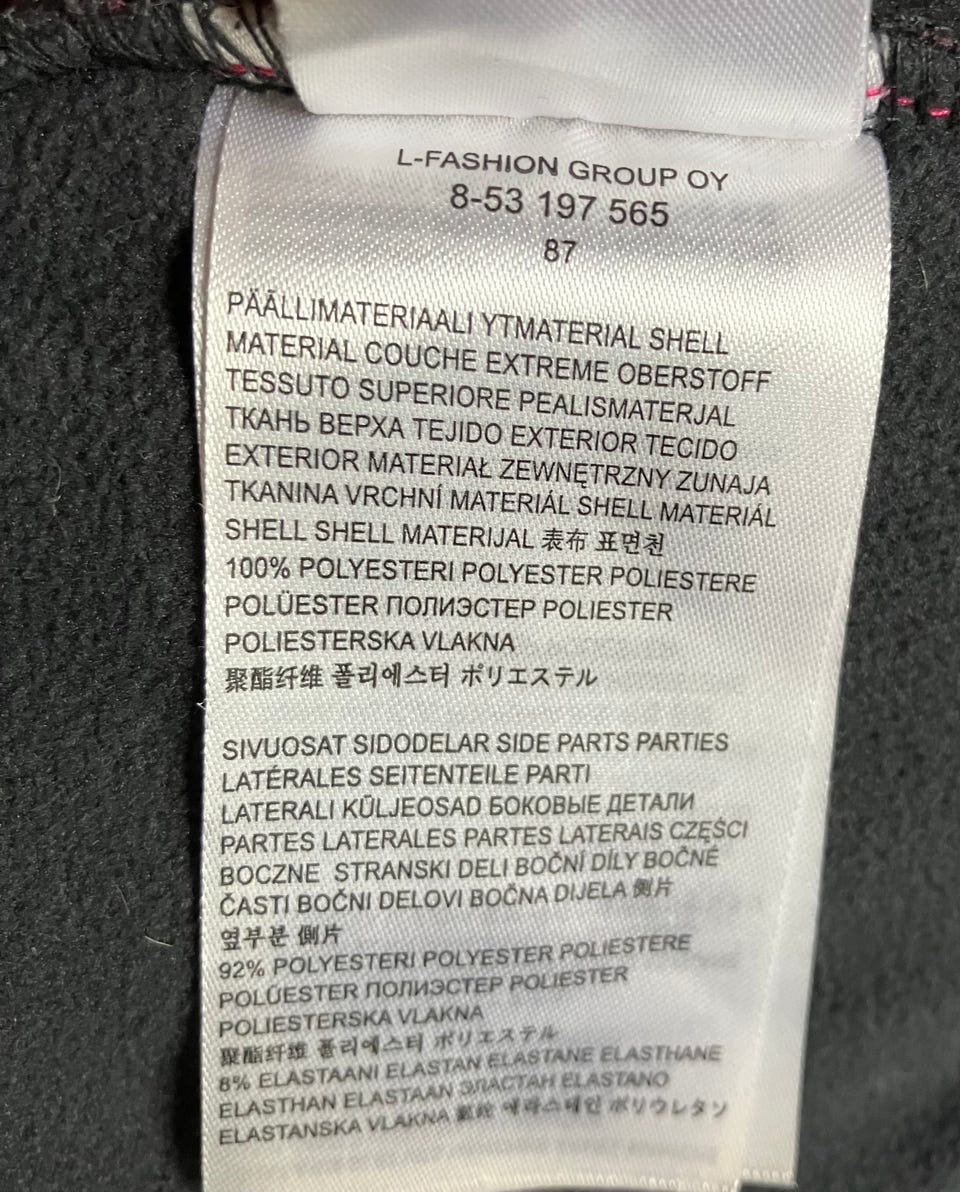 L-FASHION GROUP OY
8-53 197 565
87
PÄÄLLIMATERIAALI YTMATERIAL SHELL
MATERIAL COUCHE EXTREME OBERSTOFF
TESSUTO SUPERIORE PEALISMATERJAL
ТКАНЬ ВЕРХА TEJIDO EXTERIOR TECIDO
EXTERIOR MATERIAŁ ZEWNĘTRZNY ZUNAJA
TKANINA VRCHNÍ MATERIÁL SHELL MATERIÁL
SHELL SHELL MATERIJAL 表布 표면천
100% POLYESTERI POLYESTER POLIESTERE
POLÜESTER ПОЛИЭСТЕР POLIESTER
POLIESTERSKA VLAKNA
聚酯纤维 폴리에스터 ポリエステル
SIVUOSAT SIDODELAR SIDE PARTS PARTIES
LATÉRALES SEITENTEILE PARTI
LATERALI KÜLJEOSAD БОКОВЫЕ ДЕТАЛИ
PARTES LATERALES PARTES LATERAIS CZĘŚCI
BOCZNE STRANSKI DELI BOČNÍ DÍLY BOČNÉ
ČASTI BOČNI DELOVI BOČNA DIJELA 側片
옆부분 側片
92% POLYESTERI POLYESTER POLIESTERE
POLÜESTER ПОЛИЭСТЕР POLIESTER
POLIESTERSKA VLAKNA
聚酯纤维 폴리에스터 ポリエステル
8% ELASTAANI ELASTAN ELASTANE ELASTHANE
ELASTHAN ELASTAAN ЭЛАСТАН ELASTANO
ELASTANSKA VLAKNA 에라스테인 ポリウレタン